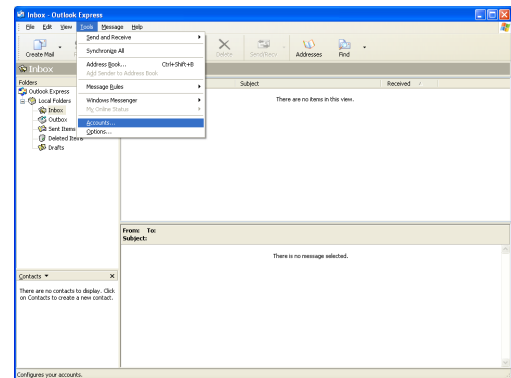 Inbox - Outlook Express
File Edit View Tools Message Help
Create Mail
Delete Send/Recv Addresses Find
Send and Receive
Synchronize All
Address Book... Ctrl+Shift+B
Add Sender to Address Book
Message Rules
Windows Messenger
My Online Status
Accounts...
Options...
Inbox
Folders
Outlook Express
Local Folders
Inbox
Outbox
Sent Items
Deleted Items
Drafts
Subject Received
There are no items in this view.
From: To:
Subject:
There is no message selected.
Contacts
There are no contacts to display. Click
on Contacts to create a new contact.
Configures your accounts.